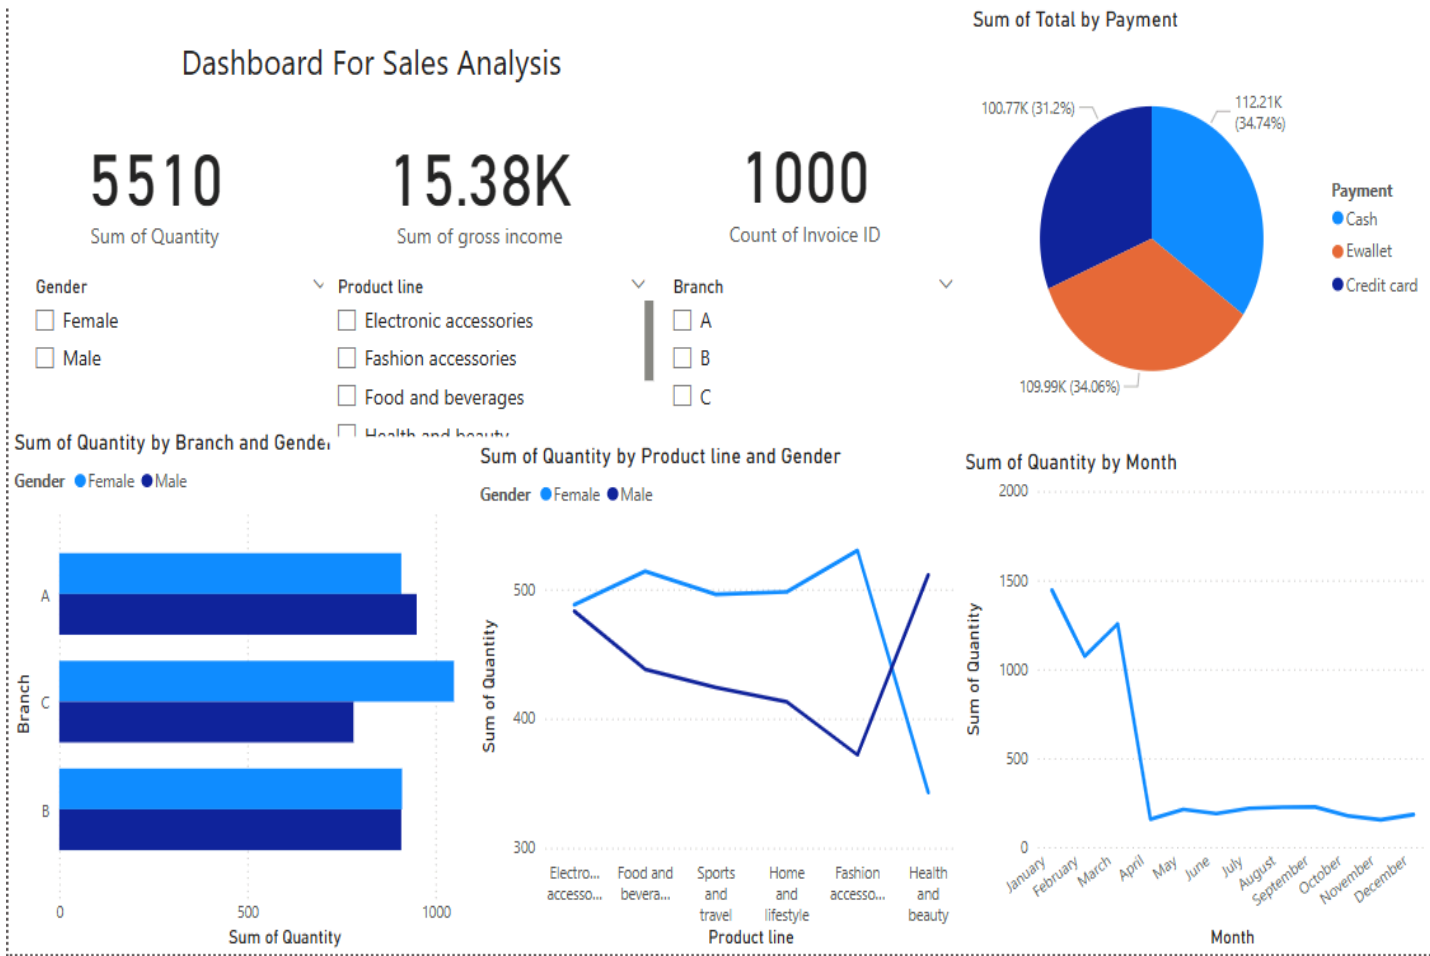 Dashboard For Sales Analysis
5510
Sum of Quantity
15.38K
Sum of gross income
1000
Count of Invoice ID
Gender
Female
Male
Product line
Electronic accessories
Fashion accessories
Food and beverages
Health and beauty
Branch
A
B
C
Sum of Total by Payment
100.77K (31.2%)
112.21K
(34.74%)
109.99K (34.06%)
Payment
Cash
Ewallet
Credit card
Sum of Quantity by Branch and Gender
Gender Female Male
Branch
A
C
B
0 500 1000
Sum of Quantity
Sum of Quantity by Product line and Gender
Gender Female Male
Sum of Quantity
500
400
300
Electro...
accesso...
Food and
bevera...
Sports
and
travel
Home
and
lifestyle
Fashion
accesso...
Health
and
beauty
Product line
Sum of Quantity by Month
Sum of Quantity
2000
1500
1000
500
0
January
February
March
April
May
June
July
August
September
October
November
December
Month